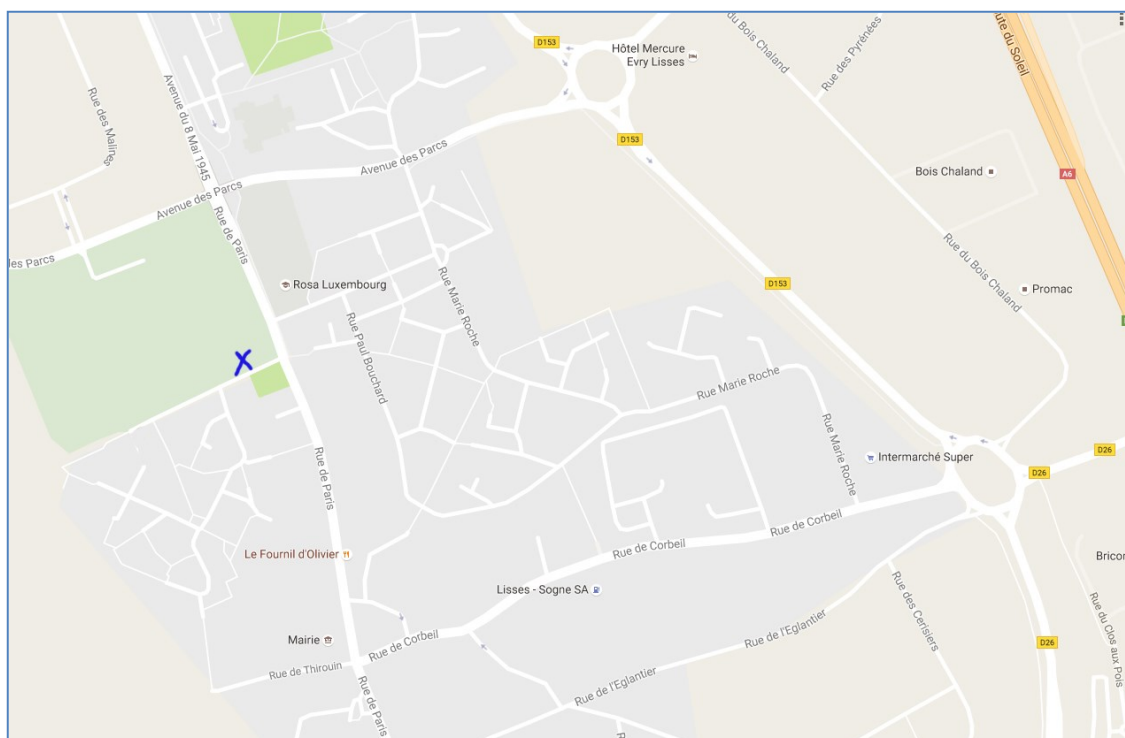 D153
Hôtel Mercure
Evry Lisses
Rue du Bois Chaland
Rue des Pyrénées
ute du Soleil
Avenue du 8 Mai 1945
D153
Avenue des Parcs
Bois Chaland
A6
Avenue des Parcs
Rue de Paris
les Parcs
Rue du Bois Chaland
Rosa Luxembourg
Rue Marie Roche
D153
Promac
Rue Paul Bouchard
X
Rue Marie Roche
Rue Marie Roche
Rue de Paris
Intermarché Super
D26
D26
Rue de Corbeil
Le Fournil d'Olivier
Rue de Corbeil
Bricor
Lisses - Sogne SA
Rue des Cerisiers
Rue du Clos aux Pois
Mairie
Rue de Corbeil
Rue de l'Eglantier
D26
Rue de Thirouin
Rue de l'Eglantier
Rue de Paris